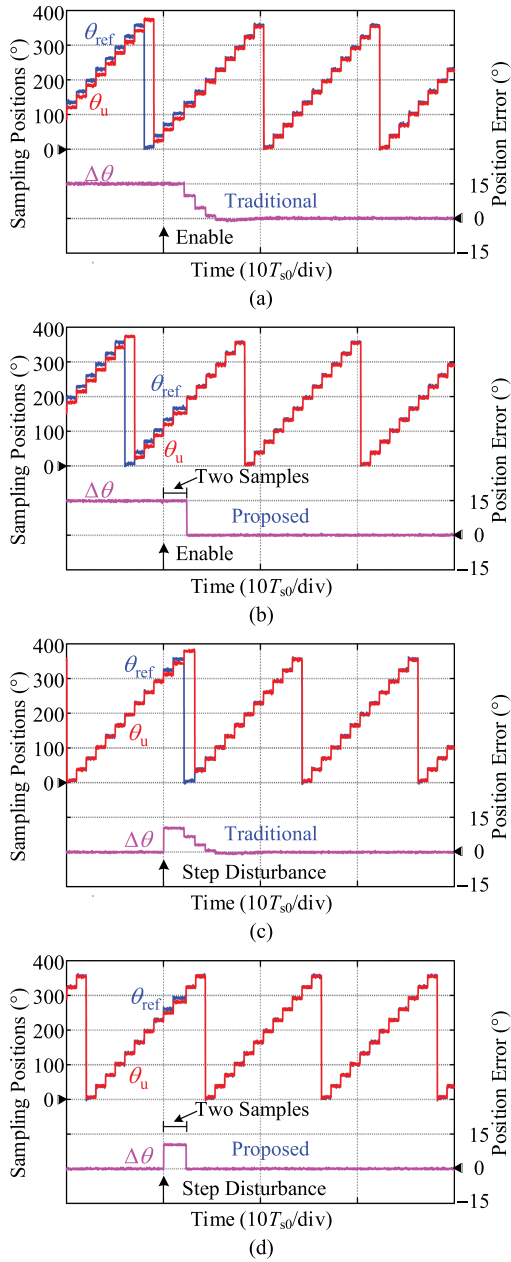 400
300
200
100
0
Sampling Positions (°)
θref
θu
Δθ
Traditional
Enable
15
0
−15
Position Error (°)
Time (10Ts0/div)
(a)
400
300
200
100
0
Sampling Positions (°)
θref
θu
Two Samples
Δθ
Proposed
Enable
15
0
−15
Position Error (°)
Time (10Ts0/div)
(b)
400
300
200
100
0
Sampling Positions (°)
θref
θu
Δθ
Traditional
Step Disturbance
15
0
−15
Position Error (°)
Time (10Ts0/div)
(c)
400
300
200
100
0
Sampling Positions (°)
θref
θu
Two Samples
Δθ
Proposed
Step Disturbance
15
0
−15
Position Error (°)
Time (10Ts0/div)
(d)